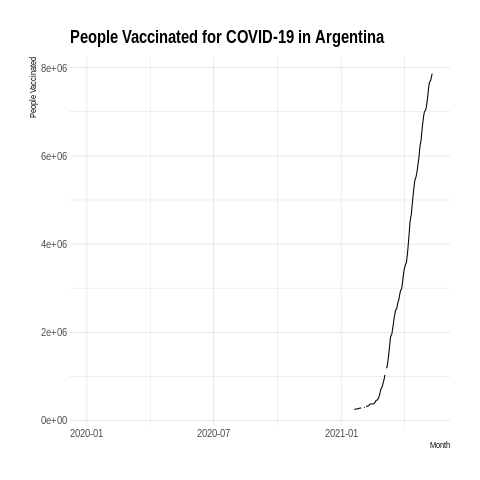 People Vaccinated for COVID-19 in Argentina
People Vaccinated
8e+06
6e+06
4e+06
2e+06
0e+00
2020-01 2020-07 2021-01
Month